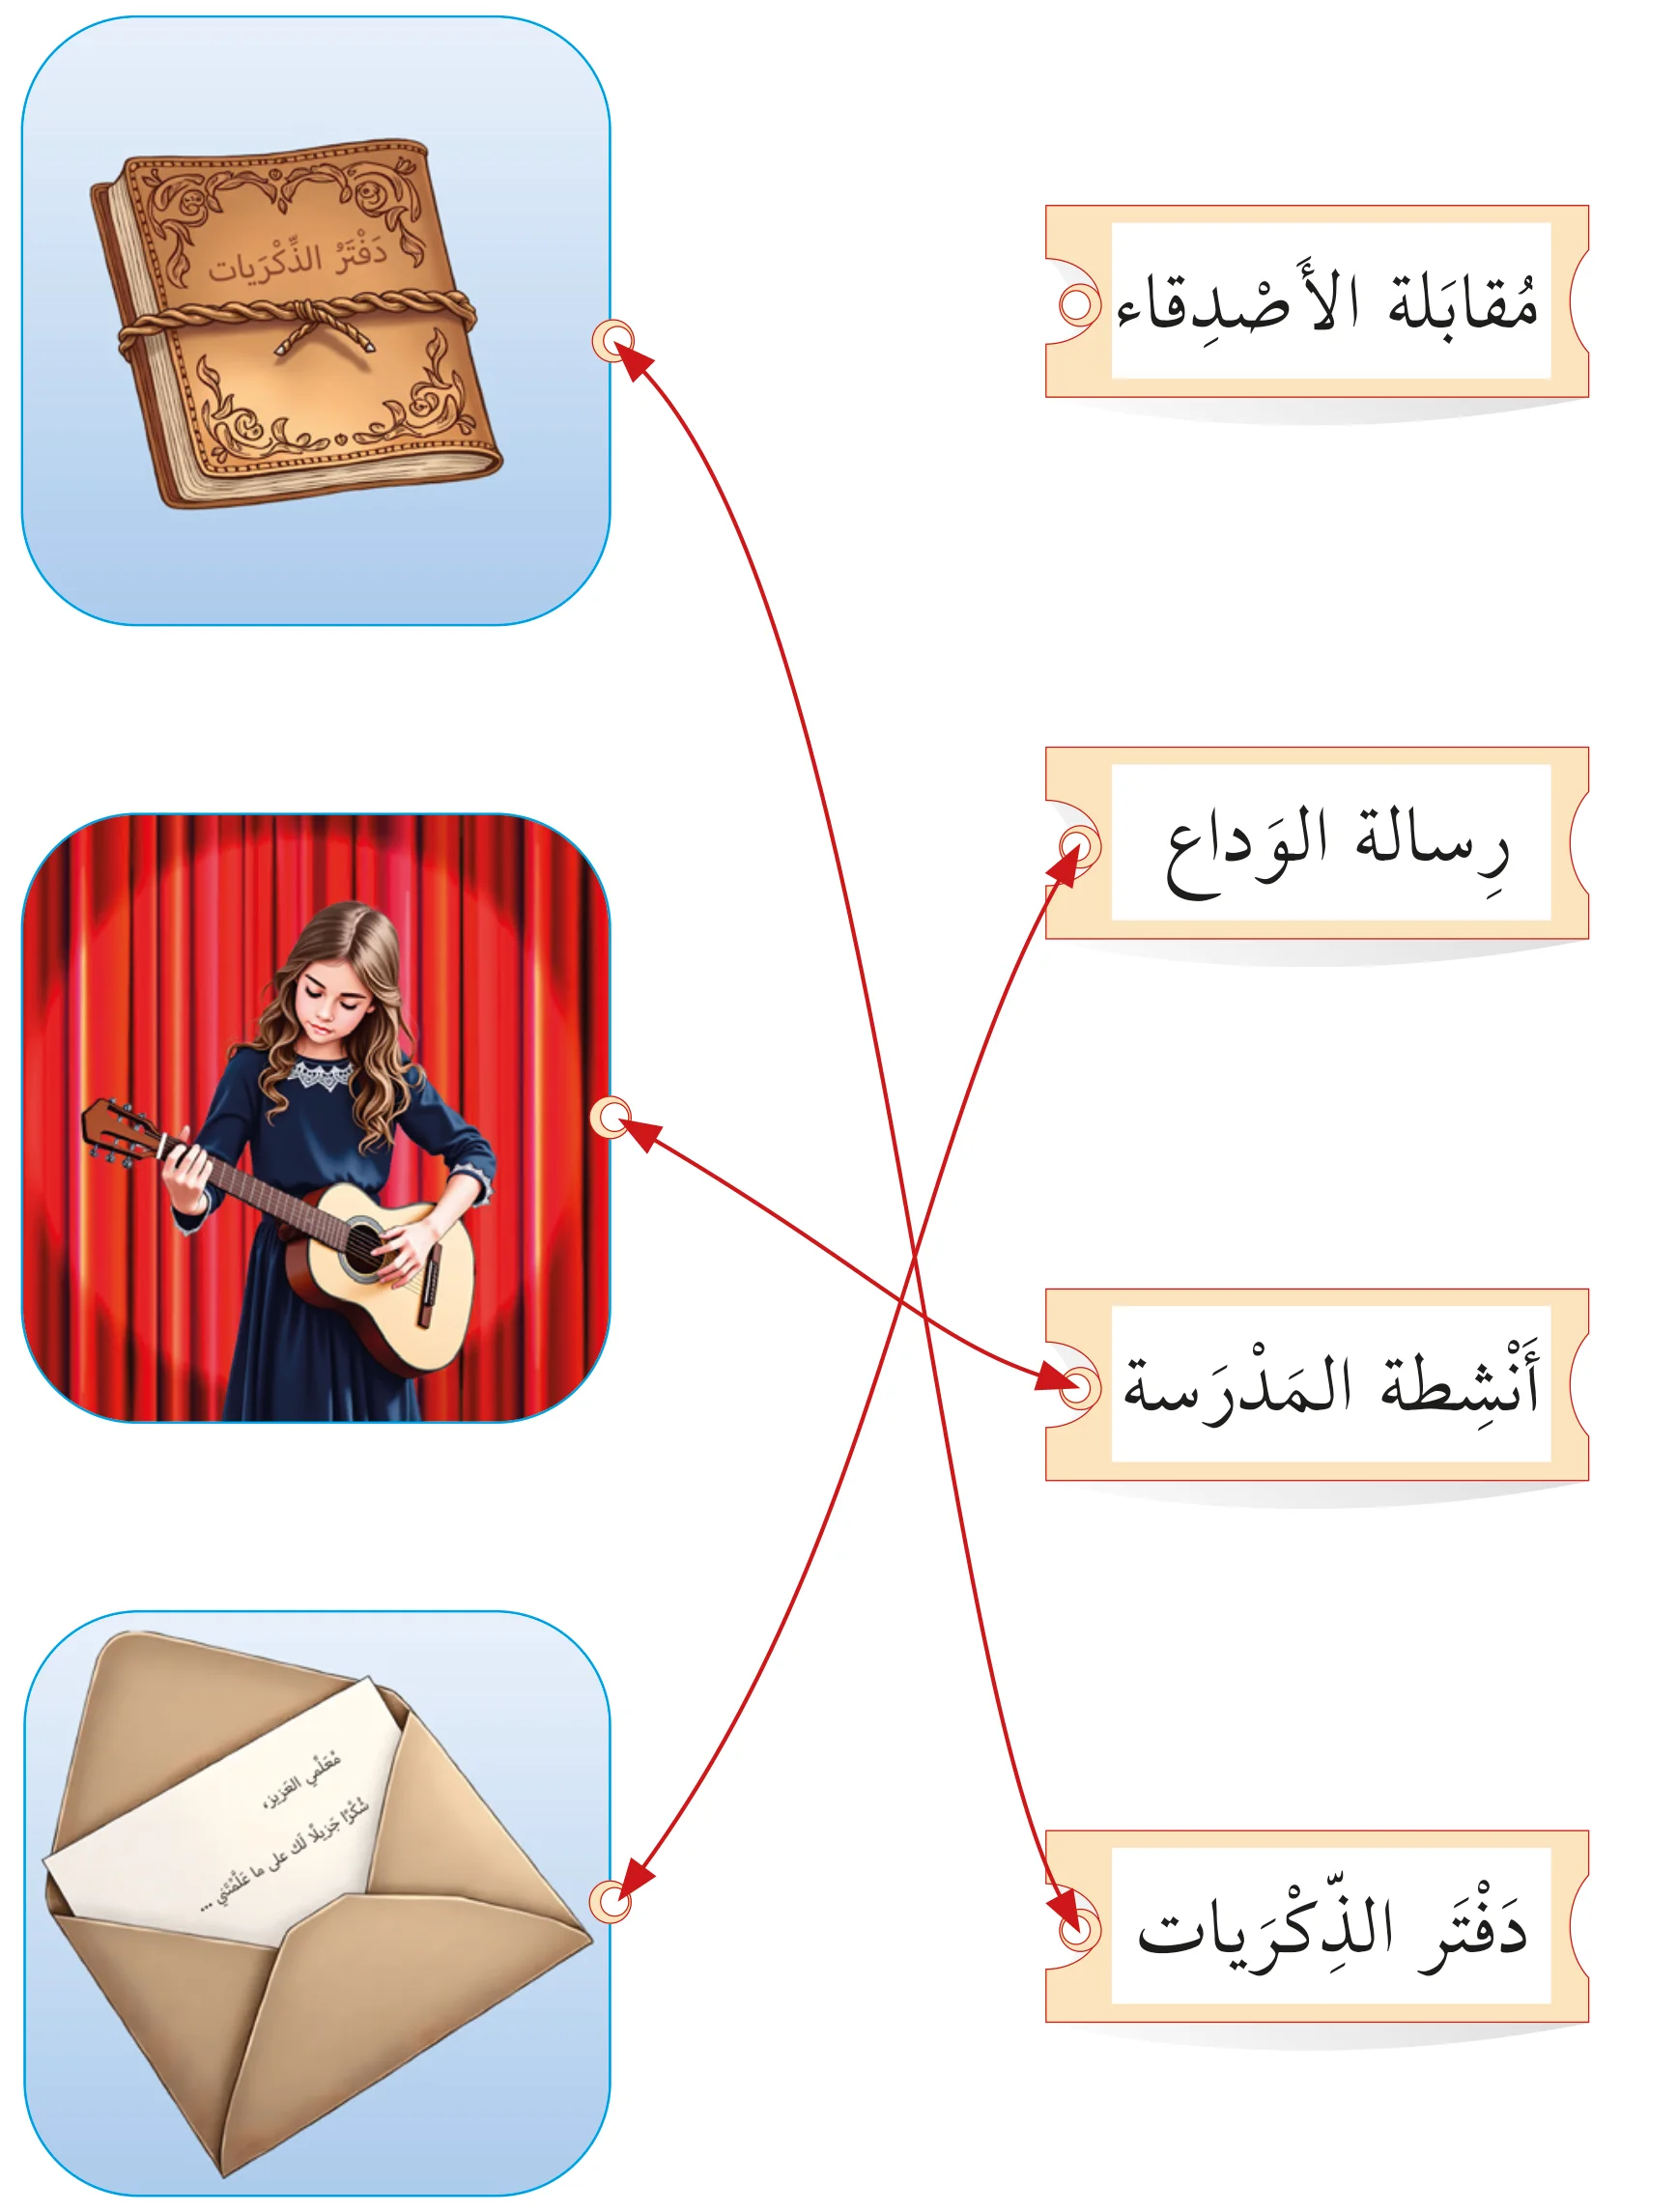 دَفْتَرُ الذِّكْرَيات
مُقابَلة الأَصْدِقاء
رِسالة الوَداع
أَنْشِطة المَدْرَسة
مُعَلِّمي العَزيز،
شُكْرًا جَزيلًا لَك على ما عَلَّمْتَني ...
دَفْتَر الذِّكْرَيات